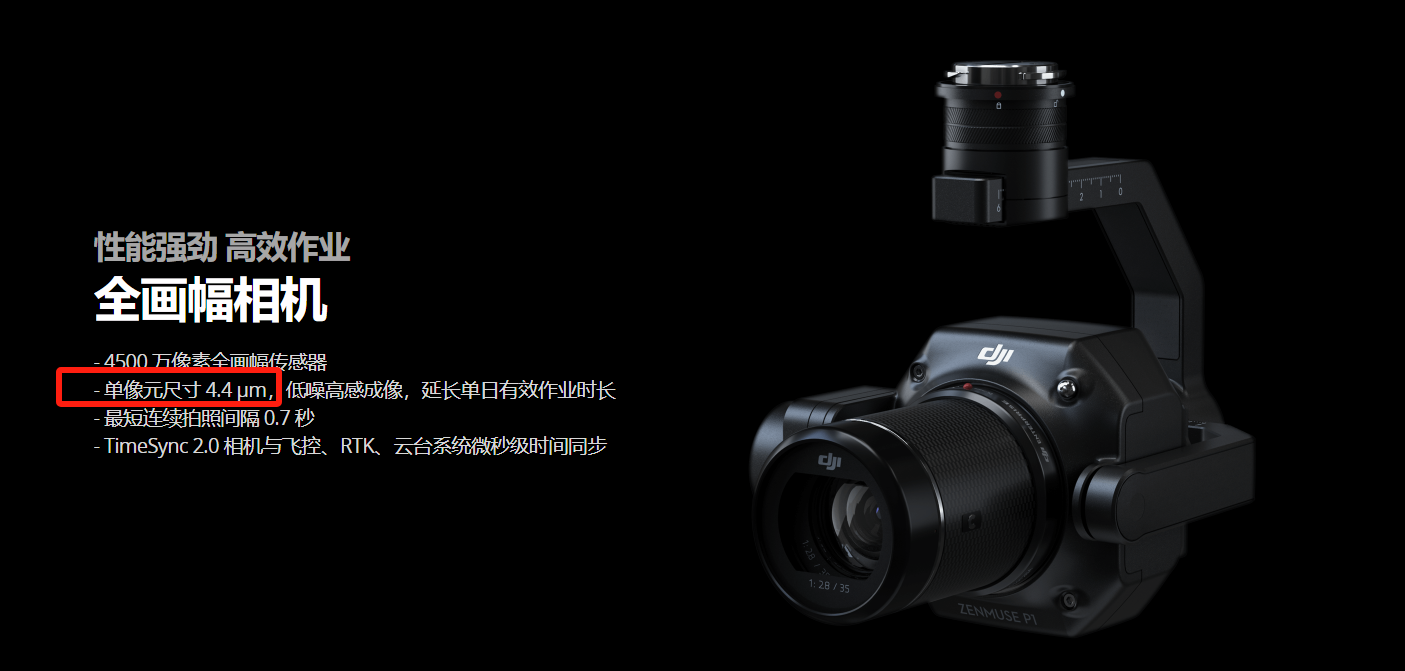 性能强劲 高效作业
全画幅相机
- 4500 万像素全画幅传感器
- 单像元尺寸 4.4 μm，低噪高感成像，延长单日有效作业时长
- 最短连续拍照间隔 0.7 秒
- TimeSync 2.0 相机与飞控、RTK、云台系统微秒级时间同步
2 1 0
dji
dji
1:2.8 / 35
1: 2.8 / 35
ZENMUSE P1